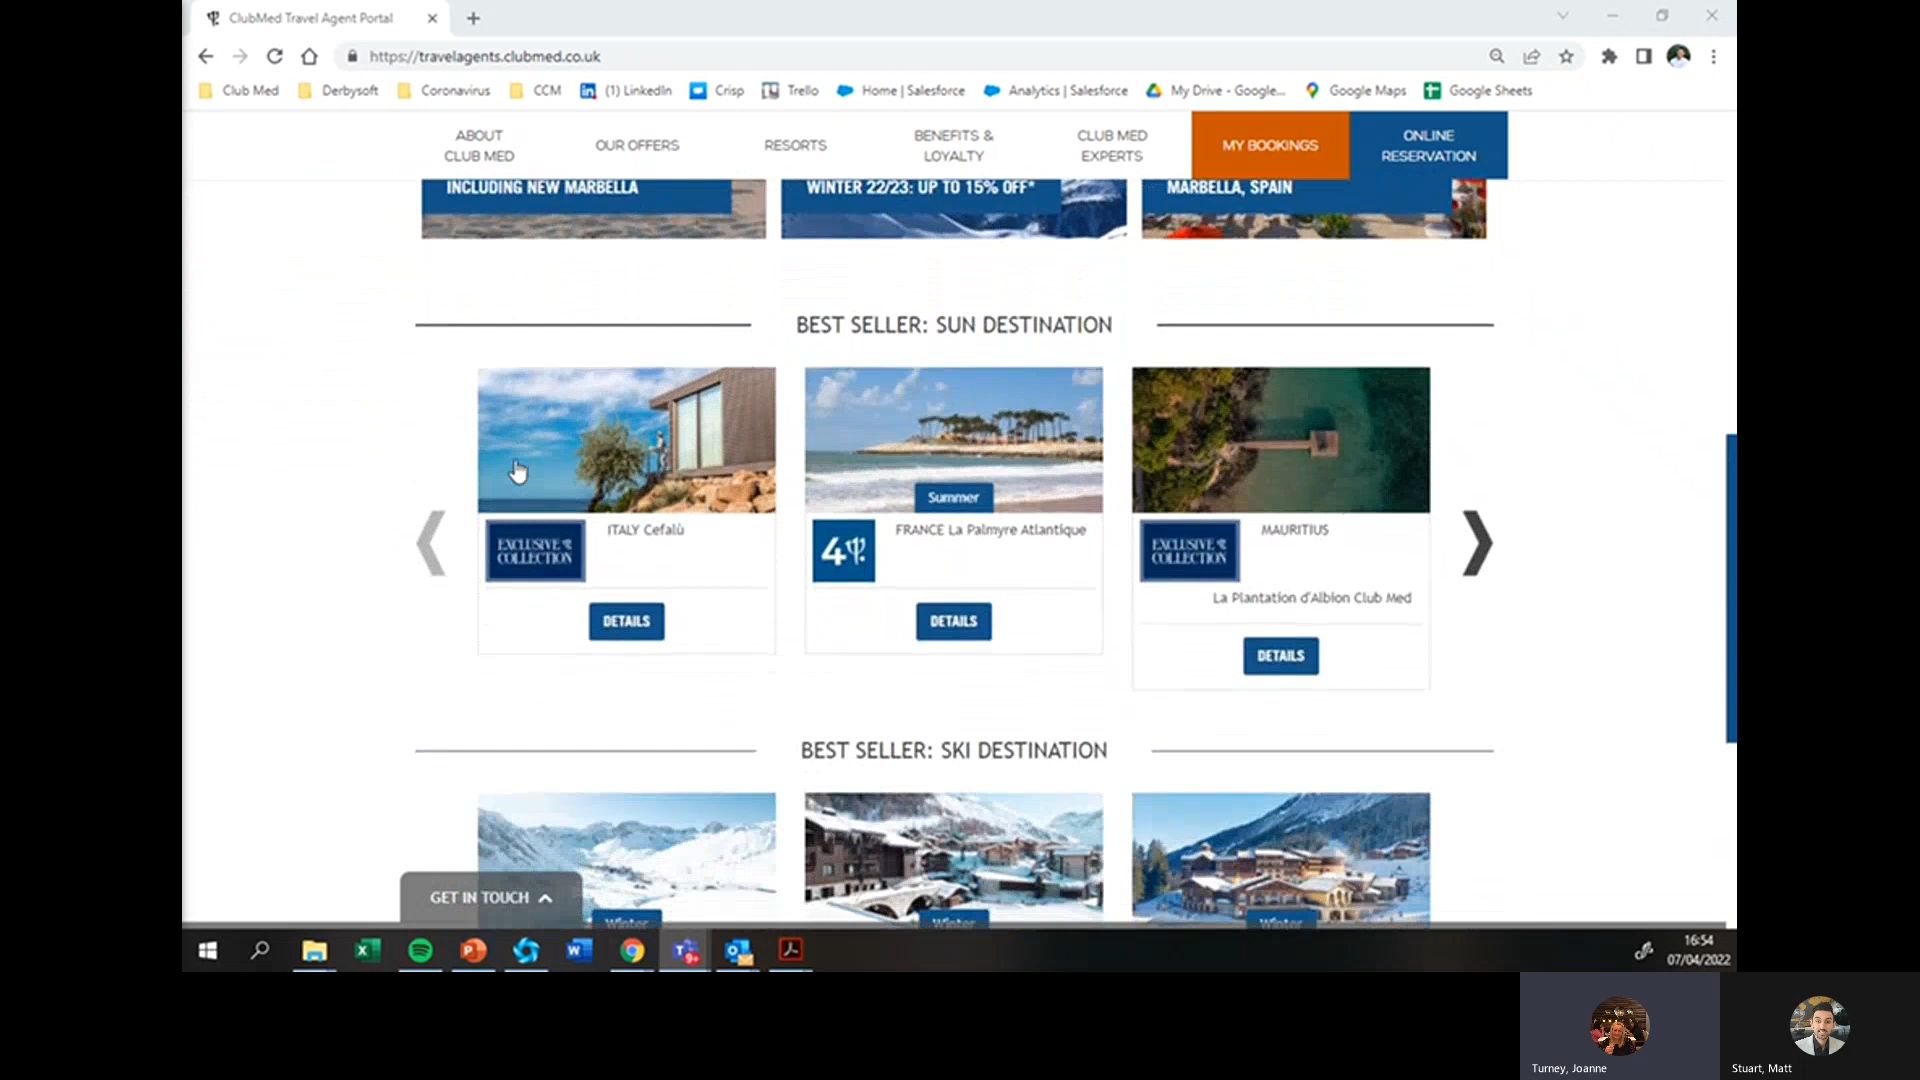 ClubMed Travel Agent Portal
https://travelagents.clubmed.co.uk
Club Med Derbysoft Coronavirus CCM (1) LinkedIn Crisp Trello Home | Salesforce Analytics | Salesforce My Drive - Google... Google Maps Google Sheets
ABOUT CLUB MED
OUR OFFERS
RESORTS
BENEFITS & LOYALTY
CLUB MED EXPERTS
MY BOOKINGS
ONLINE RESERVATION
INCLUDING NEW MARBELLA
WINTER 22/23: UP TO 15% OFF*
MARBELLA, SPAIN
BEST SELLER: SUN DESTINATION
Summer
EXCLUSIVE COLLECTION
ITALY Cefalù
DETAILS
4
FRANCE La Palmyre Atlantique
DETAILS
EXCLUSIVE COLLECTION
MAURITIUS
La Plantation d'Albion Club Med
DETAILS
BEST SELLER: SKI DESTINATION
GET IN TOUCH
Winter
Winter
Winter
16:54
07/04/2022
Turney, Joanne
Stuart, Matt